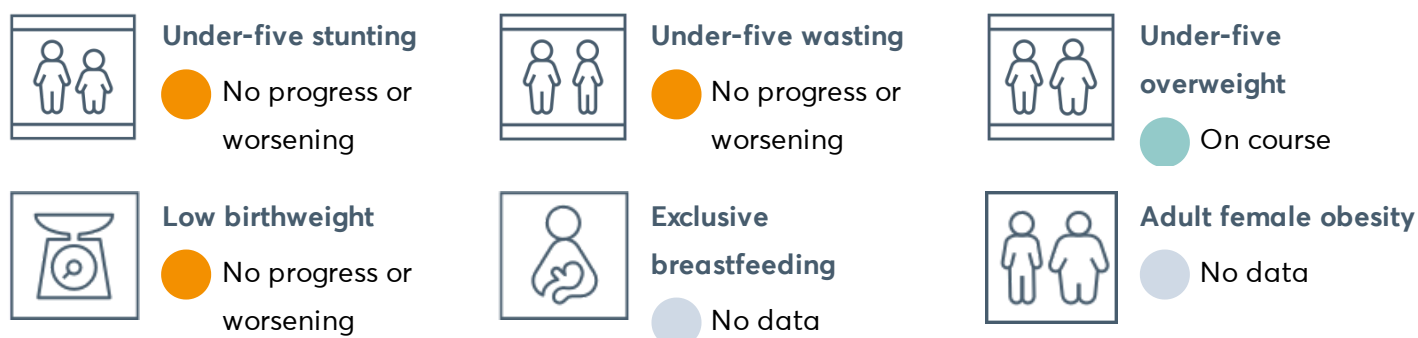 Under-five stunting
No progress or
worsening
Under-five wasting
No progress or
worsening
Under-five
overweight
On course
Low birthweight
No progress or
worsening
Exclusive
breastfeeding
No data
Adult female obesity
No data